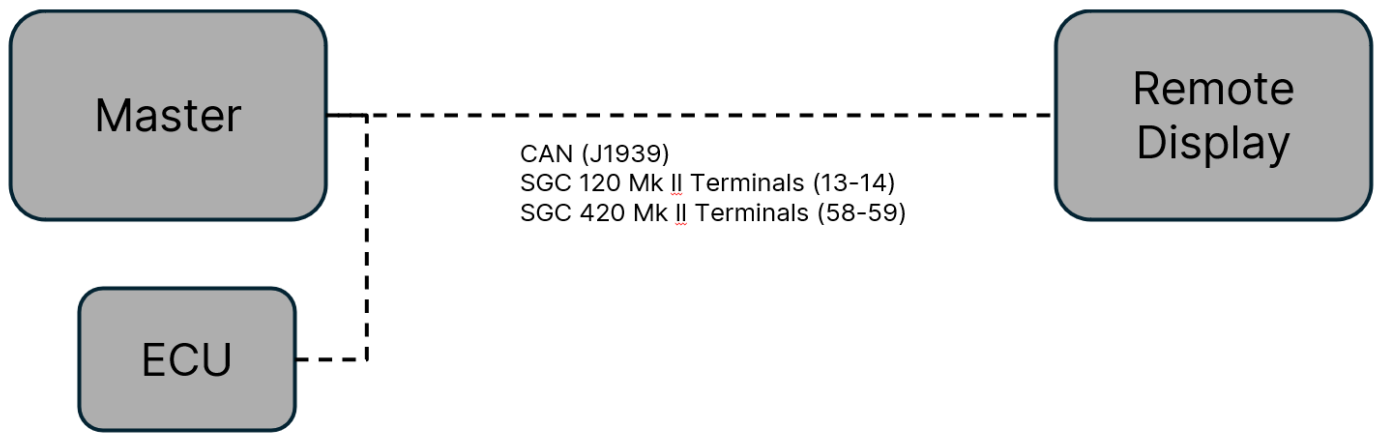 Master
Remote
Display
CAN (J1939)
SGC 120 Mk II Terminals (13-14)
SGC 420 Mk II Terminals (58-59)
ECU